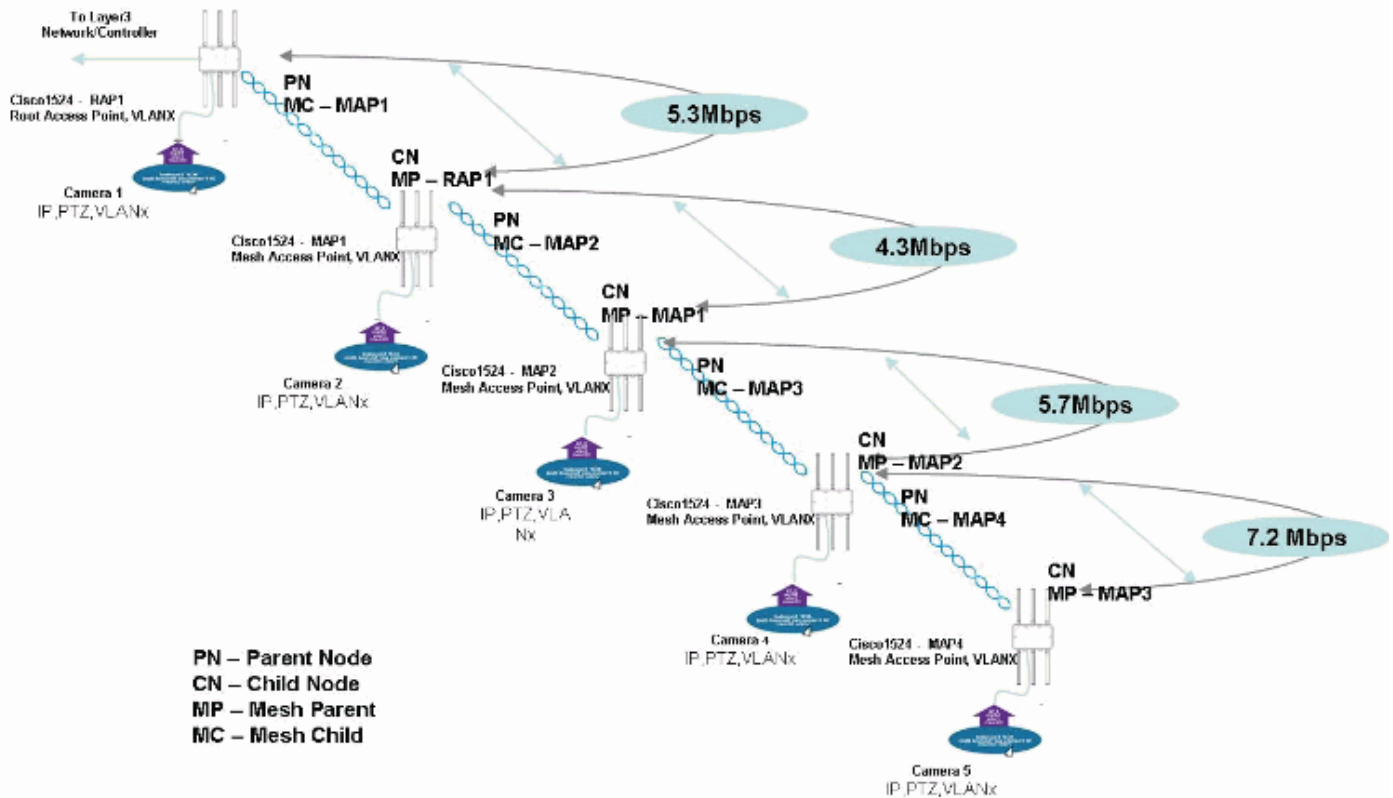 To Layer3
Network/Controller
PN
MC – MAP1
5.3Mbps
Cisco1524 - RAP1
Root Access Point, VLANX
CN
MP – RAP1
Camera 1
IP,PTZ,VLANx
PN
MC – MAP2
4.3Mbps
Cisco1524 - MAP1
Mesh Access Point, VLANX
CN
MP – MAP1
Camera 2
IP,PTZ,VLANx
Cisco1524 - MAP2
Mesh Access Point, VLANX
PN
MC – MAP3
5.7Mbps
CN
MP – MAP2
Camera 3
IP,PTZ,VLA
Nx
Cisco1524 - MAP3
Mesh Access Point, VLANX
PN
MC – MAP4
7.2 Mbps
CN
MP – MAP3
Camera 4
IP,PTZ,VLANx
Cisco1524 - MAP4
Mesh Access Point, VLANX
PN – Parent Node
CN – Child Node
MP – Mesh Parent
MC – Mesh Child
Camera 5
IP,PTZ,VLANx